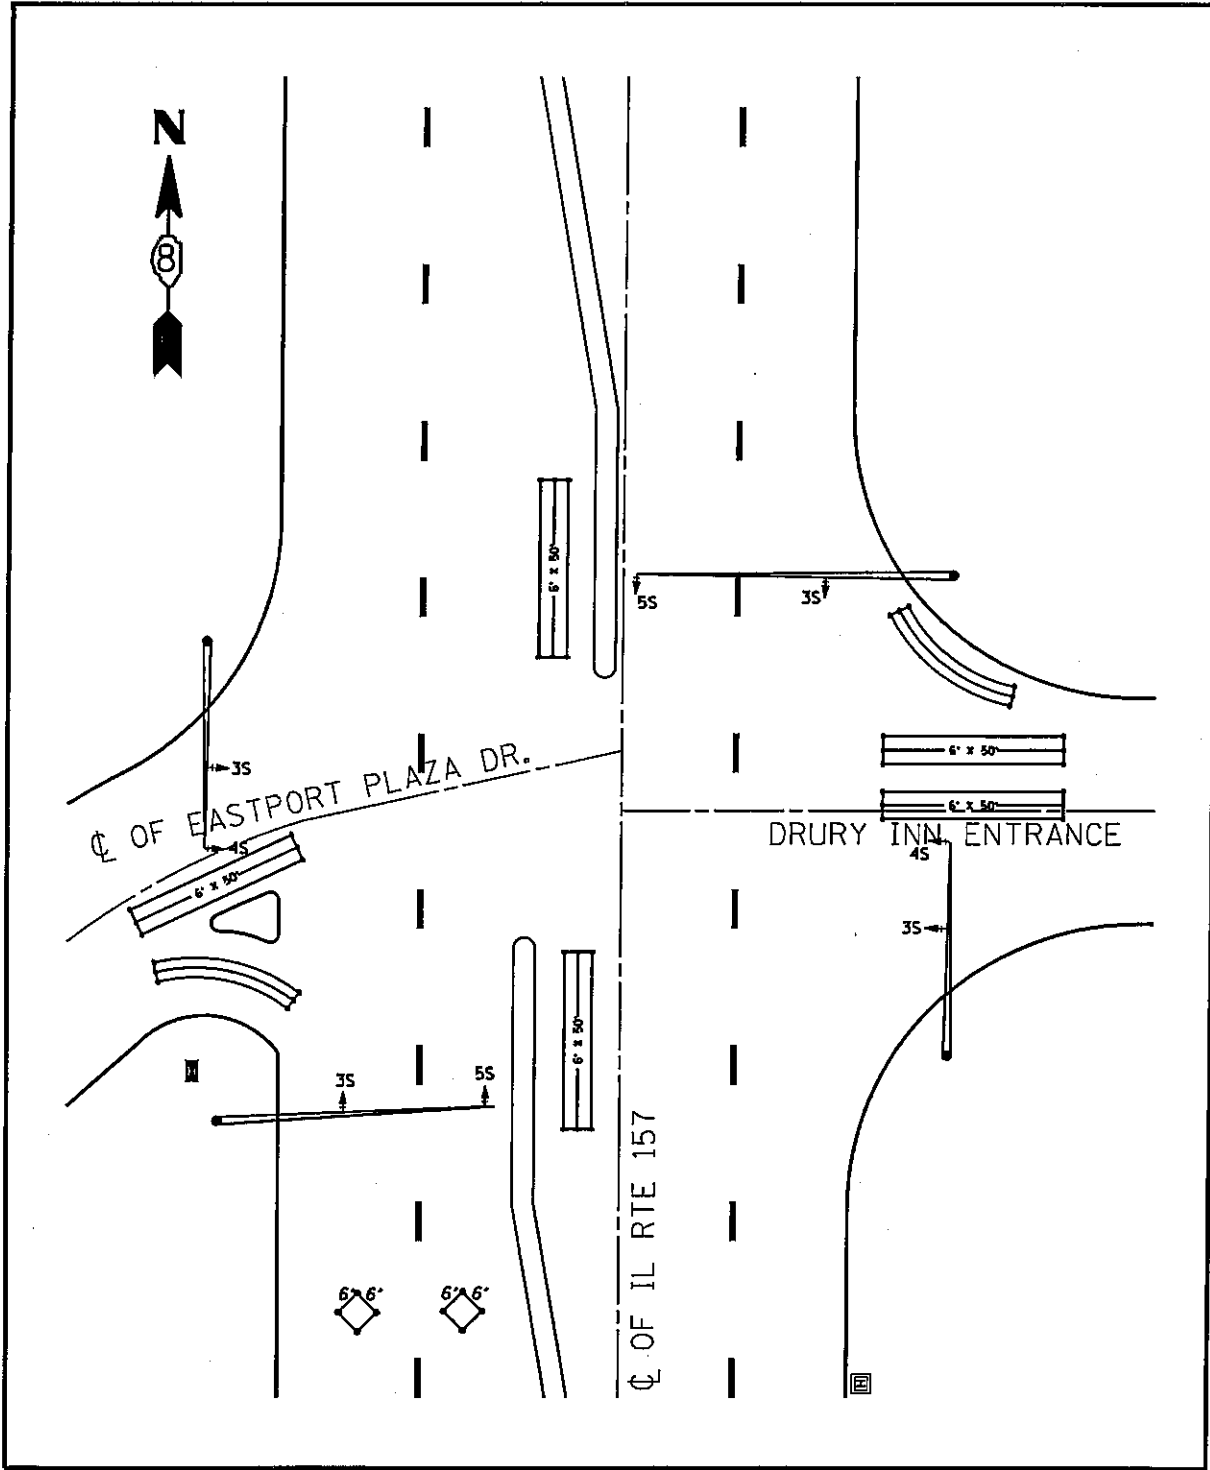 N
8
6' X 50'
5S
3S
3S
℄ OF EASTPORT PLAZA DR.
6' X 50'
6' X 50'
DRURY INN ENTRANCE
4S
4S
6' X 50'
3S
6' X 50'
H
3S
5S
℄ OF IL RTE 157
6' 6'
6' 6'
H